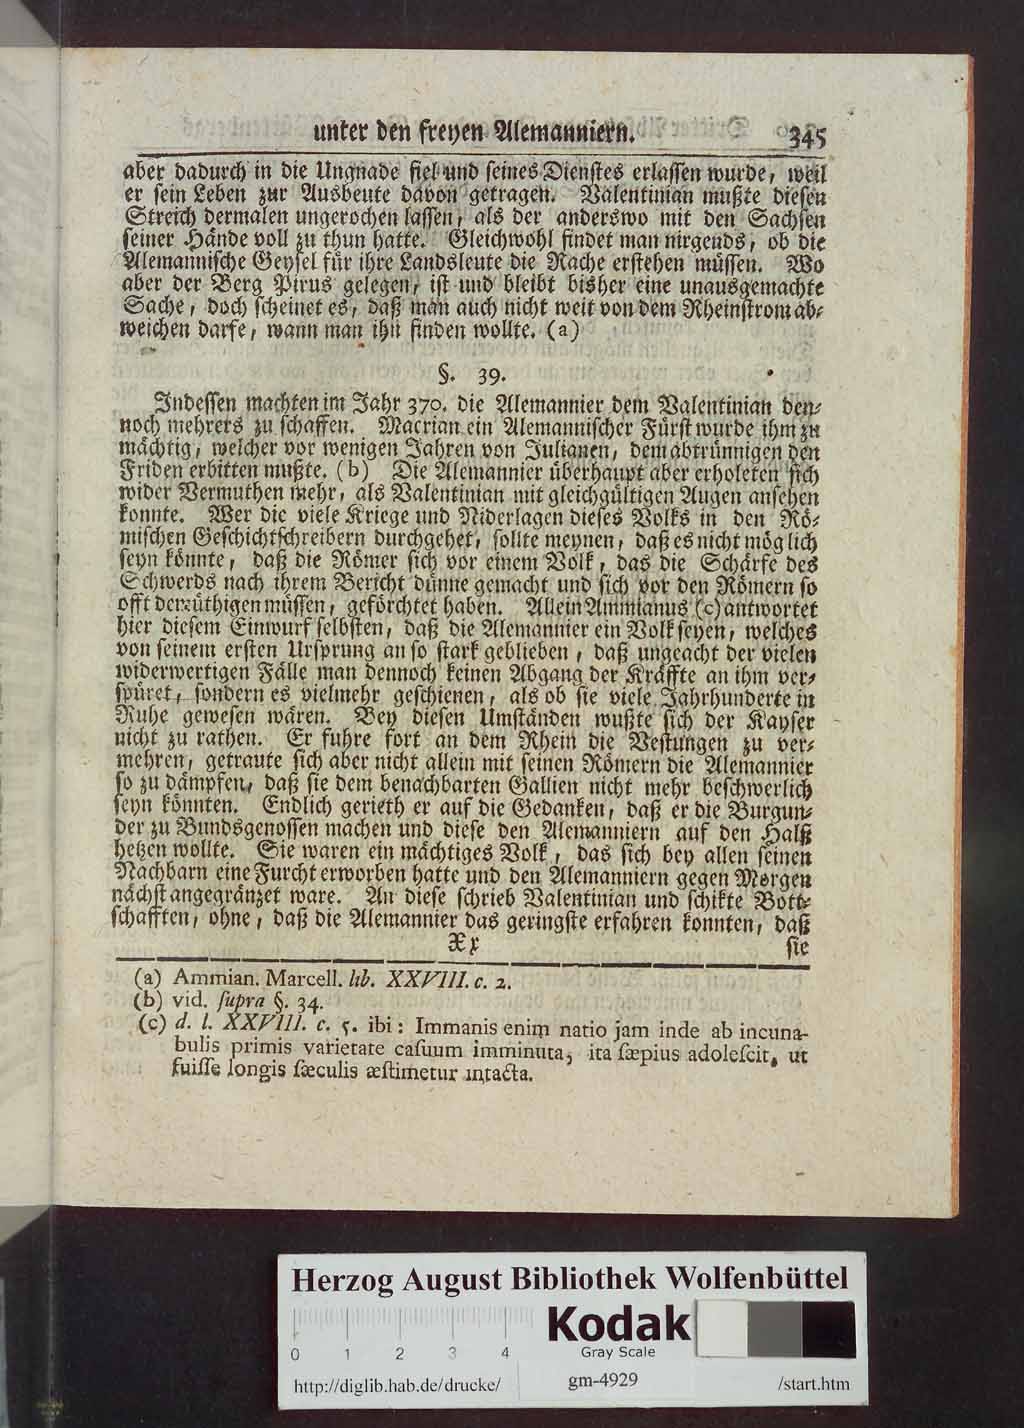 unter den freyen Alemanniern. 345
aber dadurch in die Ungnade fiel und seines Dienstes erlassen wurde, weil
er sein Leben zur Ausbeute davon getragen. Valentinian mußte diesen
Streich dermalen ungerochen lassen, als der anderswo mit den Sachsen
seiner Hände voll zu thun hatte. Gleichwohl findet man nirgends, ob die
Alemannische Geysel für ihre Landsleute die Rache erstehen müssen. Wo
aber der Berg Pirus gelegen, ist und bleibt bisher eine unausgemachte
Sache, doch scheinet es, daß man auch nicht weit von dem Rheinstrom ab-
weichen darfe, wann man ihn finden wollte. (a)
§. 39.
Indessen machten im Jahr 370. die Alemannier dem Valentinian den-
noch mehrers zu schaffen. Macrian ein Alemannischer Fürst wurde ihm zu
mächtig, welcher vor wenigen Jahren von Julianen, dem abtrünnigen den
Friden erbitten mußte. (b) Die Alemannier überhaupt aber erholeten sich
wider Vermuthen mehr, als Valentinian mit gleichgültigen Augen ansehen
konnte. Wer die viele Kriege und Niderlagen dieses Volks in den Rö-
mischen Geschichtschreibern durchgehet, sollte meynen, daß es nicht möglich
seyn könnte, daß die Römer sich vor einem Volk, das die Schärfe des
Schwerds nach ihrem Bericht dünne gemacht und sich vor den Römern so
offt demüthigen müssen, geförchtet haben. Allein Ammianus (c) antwortet
hier diesem Einwurf selbsten, daß die Alemannier ein Volk seyen, welches
von seinem ersten Ursprung an so stark geblieben, daß ungeacht der vielen
widerwertigen Fälle man dennoch keinen Abgang der Kräffte an ihm ver-
spüret, sondern es vielmehr geschienen, als ob sie viele Jahrhunderte in
Ruhe gewesen wären. Bey diesen Umständen wußte sich der Kayser
nicht zu rathen. Er fuhre fort an dem Rhein die Vestungen zu ver-
mehren, getraute sich aber nicht allein mit seinen Römern die Alemannier
so zu dämpfen, daß sie dem benachbarten Gallien nicht mehr beschwerlich
seyn könnten. Endlich gerieth er auf die Gedanken, daß er die Burgun-
der zu Bundsgenossen machen und diese den Alemanniern auf den Halß
hetzen wollte. Sie waren ein mächtiges Volk, das sich bey allen seinen
Nachbarn eine Furcht erworben hatte und den Alemanniern gegen Morgen
nächst angegränzet ware. An diese schrieb Valentinian und schikte Bott-
schafften, ohne, daß die Alemannier das geringste erfahren konnten, daß
Xx sie
(a) Ammian. Marcell. lib. XXVIII. c. 2.
(b) vid. supra §. 34.
(c) d. l. XXVIII. c. 5. ibi: Immanis enim natio jam inde ab incuna-
bulis primis varietate casuum imminuta, ita sæpius adolescit, ut
fuisse longis sæculis æstimetur intacta.
Herzog August Bibliothek Wolfenbüttel
Kodak
Gray Scale
0 1 2 3 4
http://diglib.hab.de/drucke/ gm-4929 /start.htm